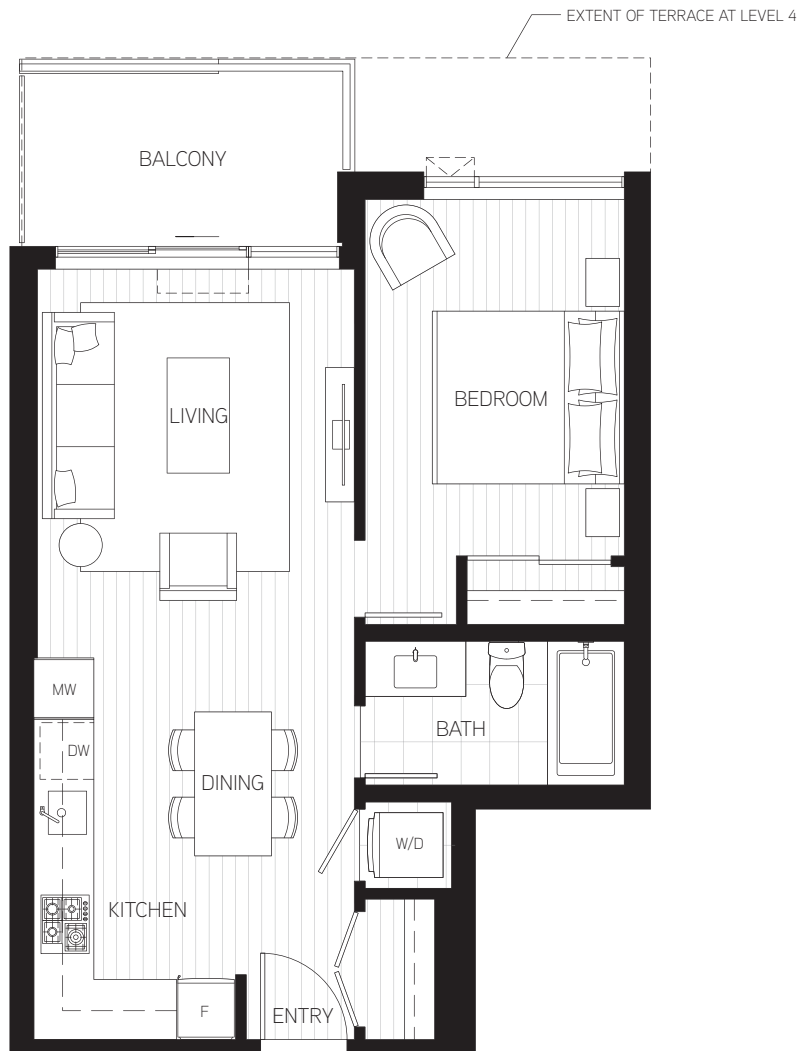 EXTENT OF TERRACE AT LEVEL 4
BALCONY
BEDROOM
LIVING
MW
DW
BATH
DINING
W/D
KITCHEN
F
ENTRY